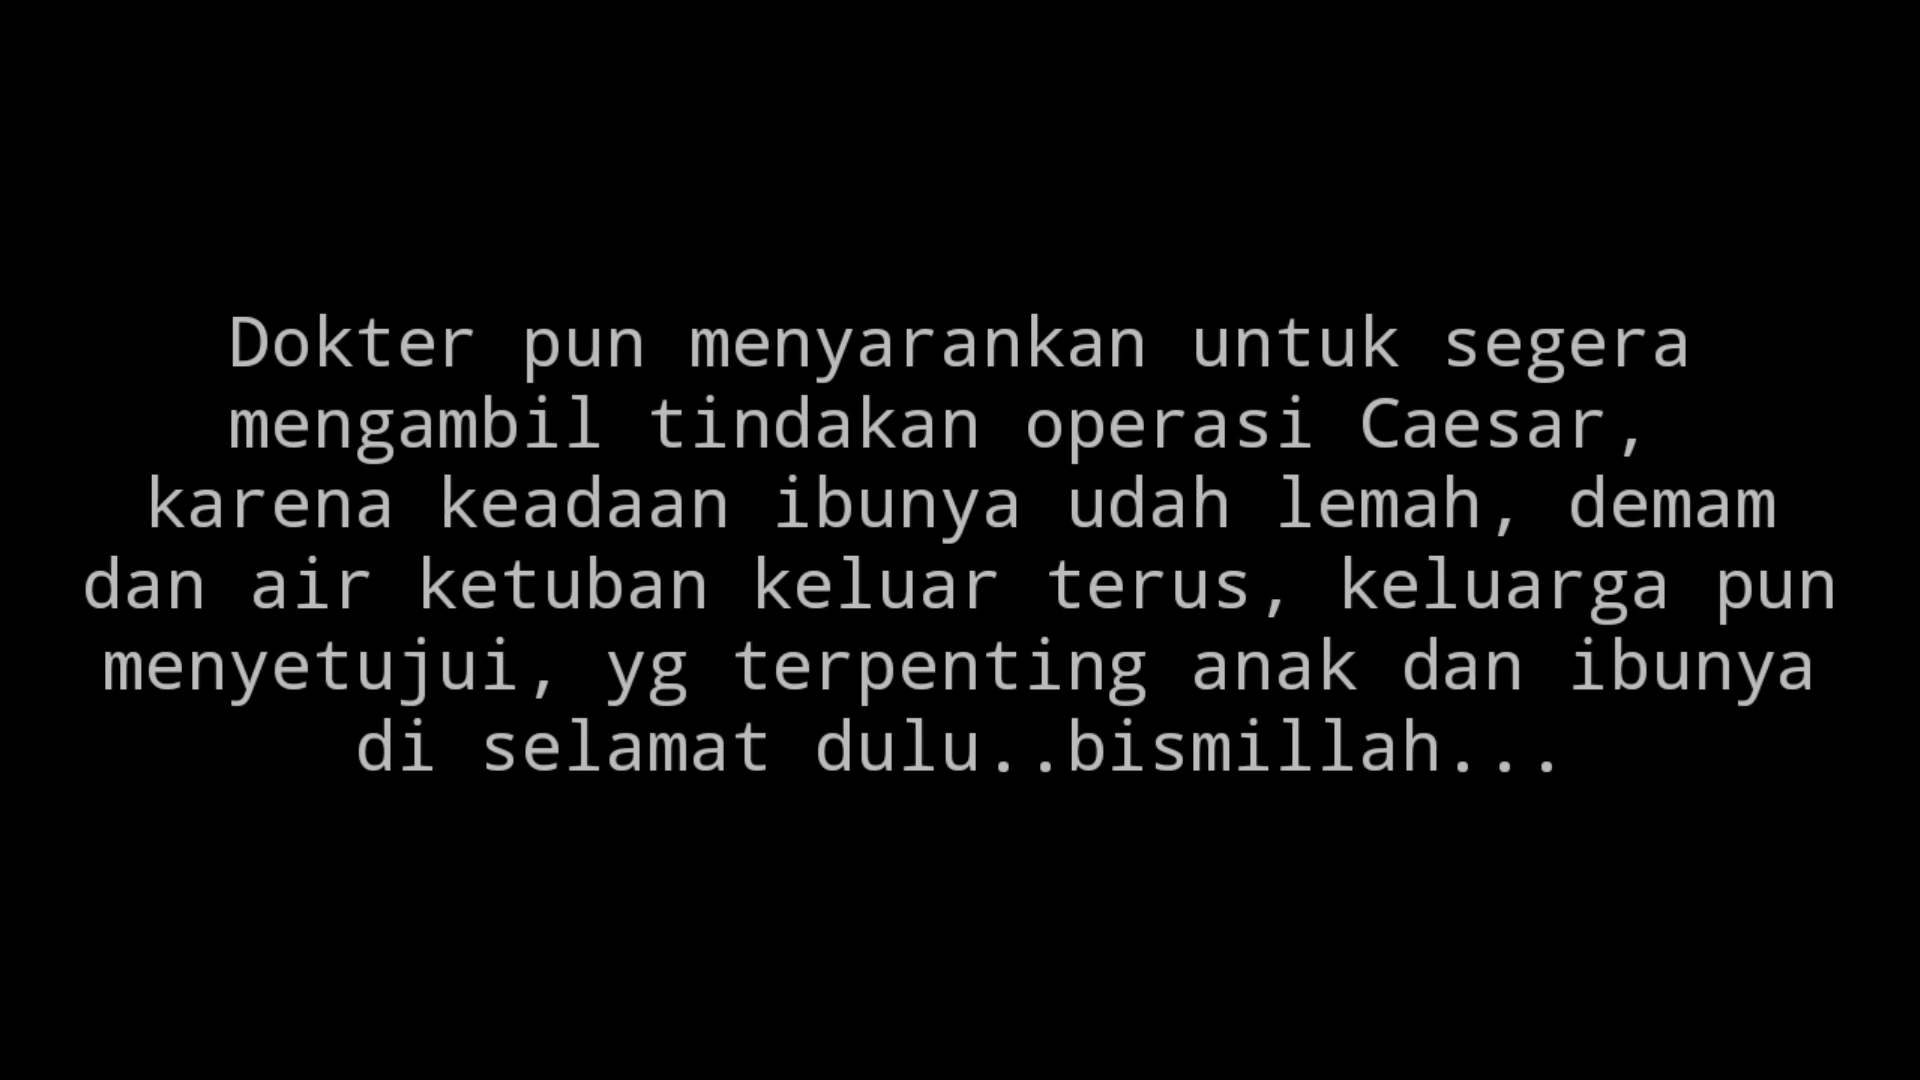 Dokter pun menyarankan untuk segera
mengambil tindakan operasi Caesar,
karena keadaan ibunya udah lemah, demam
dan air ketuban keluar terus, keluarga pun
menyetujui, yg terpenting anak dan ibunya
di selamat dulu..bismillah...